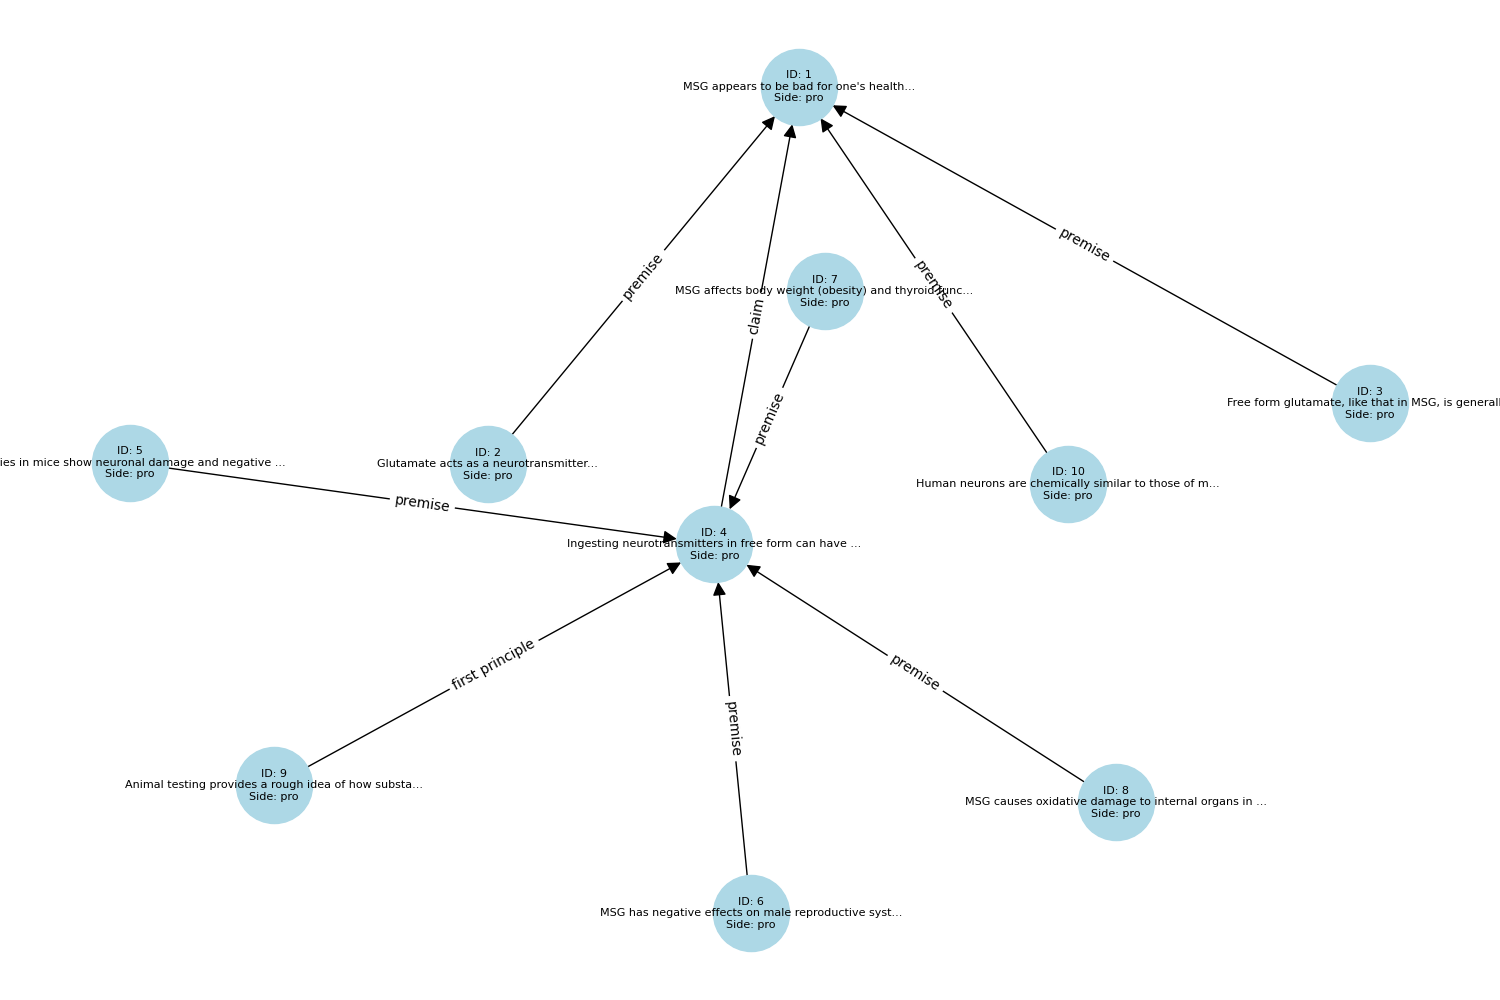 ID: 1
MSG appears to be bad for one's health...
Side: pro
premise
premise
premise
claim
ID: 7
MSG affects body weight (obesity) and thyroid func...
Side: pro
premise
ID: 3
Free form glutamate, like that in MSG, is general
Side: pro
ID: 5
ies in mice show neuronal damage and negative ...
Side: pro
ID: 2
Glutamate acts as a neurotransmitter...
Side: pro
ID: 10
Human neurons are chemically similar to those of m...
Side: pro
premise
ID: 4
Ingesting neurotransmitters in free form can have ...
Side: pro
first principle
premise
premise
ID: 9
Animal testing provides a rough idea of how substa...
Side: pro
ID: 8
MSG causes oxidative damage to internal organs in ...
Side: pro
ID: 6
MSG has negative effects on male reproductive syst...
Side: pro